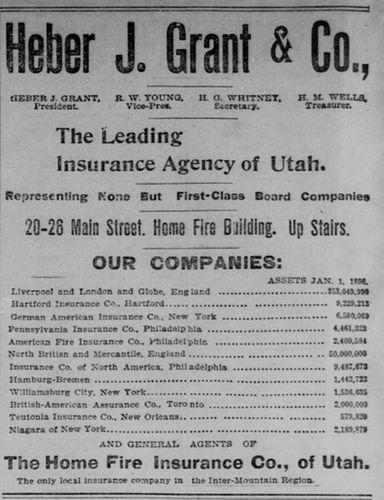 Heber J. Grant & Co.,
HEBER J. GRANT, R. W. YOUNG, H. G. WHITNEY, H. M. WELLS,
President. Vice-Pres. Secretary. Treasurer.
The Leading
Insurance Agency of Utah.
Representing None But First-Class Board Companies
20-26 Main Street. Home Fire Building. Up Stairs.
OUR COMPANIES:
ASSETS JAN. 1, 1896.
Liverpool and London and Globe, England ........ $53,049,990
Hartford Insurance Co., Hartford........ 9,229,213
German American Insurance Co., New York ........ 6,580,069
Pennsylvania Insurance Co., Philadelphia ........ 4,461,323
American Fire Insurance Co., Philadelphia ........ 2,409,584
North British and Mercantile, England........ 50,000,000
Insurance Co. of North America, Philadelphia ........ 9,487,673
Hamburg-Bremen ........ 1,442,723
Williamsburg City, New York........ 1,536,635
British-American Assurance Co., Toronto ........ 2,000,000
Teutonia Insurance Co., New Orleans........ 579,820
Niagara of New York........ 2,189,879
AND GENERAL AGENTS OF
The Home Fire Insurance Co., of Utah.
The only local insurance company in the Inter-Mountain Region.